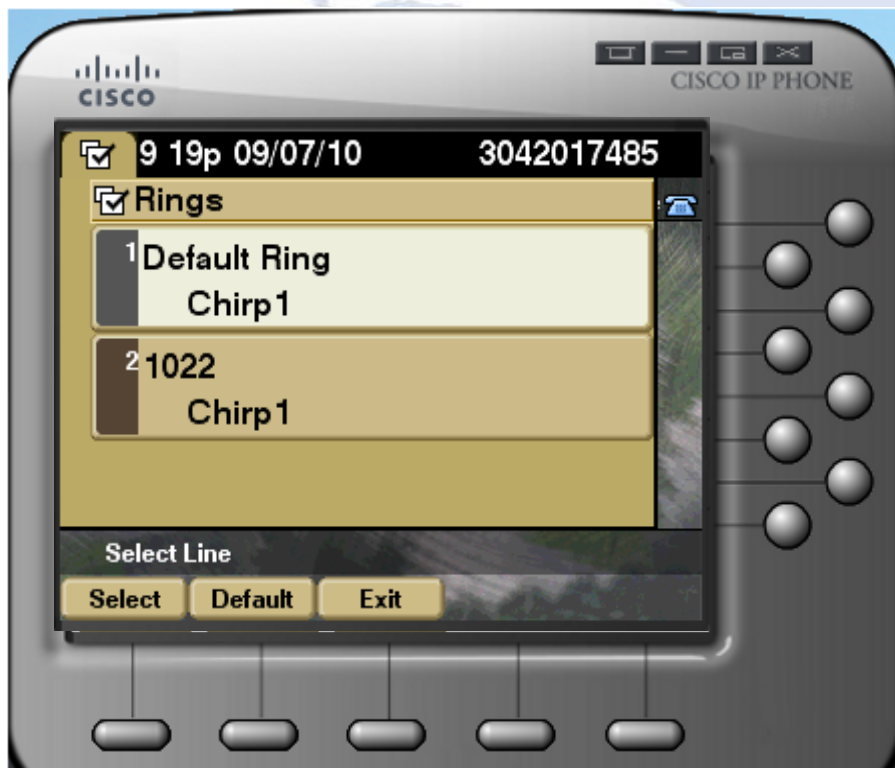 CISCO
CISCO IP PHONE
9 19p 09/07/10 3042017485
Rings
1 Default Ring
Chirp1
2 1022
Chirp1
Select Line
Select Default Exit